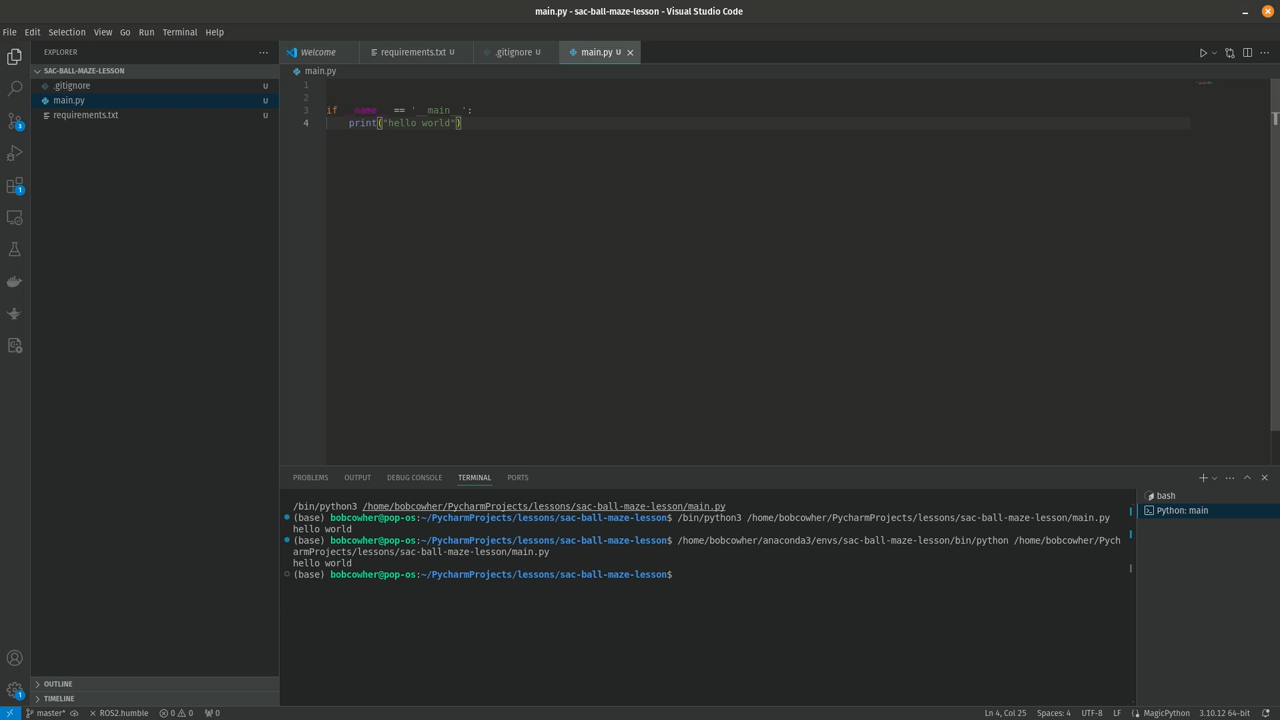 main.py - sac-ball-maze-lesson - Visual Studio Code
File Edit Selection View Go Run Terminal Help
EXPLORER
SAC-BALL-MAZE-LESSON
.gitignore U
main.py U
requirements.txt U
3
1
OUTLINE
TIMELINE
1
Welcome requirements.txt U .gitignore U main.py U
main.py
1
2
3 if __name__ == '__main__':
4 print("hello world")
PROBLEMS OUTPUT DEBUG CONSOLE TERMINAL PORTS
/bin/python3 /home/bobcowher/PycharmProjects/lessons/sac-ball-maze-lesson/main.py
(base) bobcowher@pop-os:~/PycharmProjects/lessons/sac-ball-maze-lesson$ /bin/python3 /home/bobcowher/PycharmProjects/lessons/sac-ball-maze-lesson/main.py
hello world
(base) bobcowher@pop-os:~/PycharmProjects/lessons/sac-ball-maze-lesson$ /home/bobcowher/anaconda3/envs/sac-ball-maze-lesson/bin/python /home/bobcowher/Pych
armProjects/lessons/sac-ball-maze-lesson/main.py
hello world
(base) bobcowher@pop-os:~/PycharmProjects/lessons/sac-ball-maze-lesson$
bash
Python: main
master* ROS2.humble 0 0 0 Ln 4, Col 25 Spaces: 4 UTF-8 LF MagicPython 3.10.12 64-bit